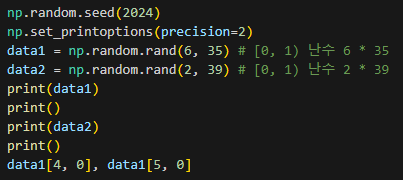 np.random.seed(2024)
np.set_printoptions(precision=2)
data1 = np.random.rand(6, 35) # [0, 1) 난수 6 * 35
data2 = np.random.rand(2, 39) # [0, 1) 난수 2 * 39
print(data1)
print()
print(data2)
print()
data1[4, 0], data1[5, 0]